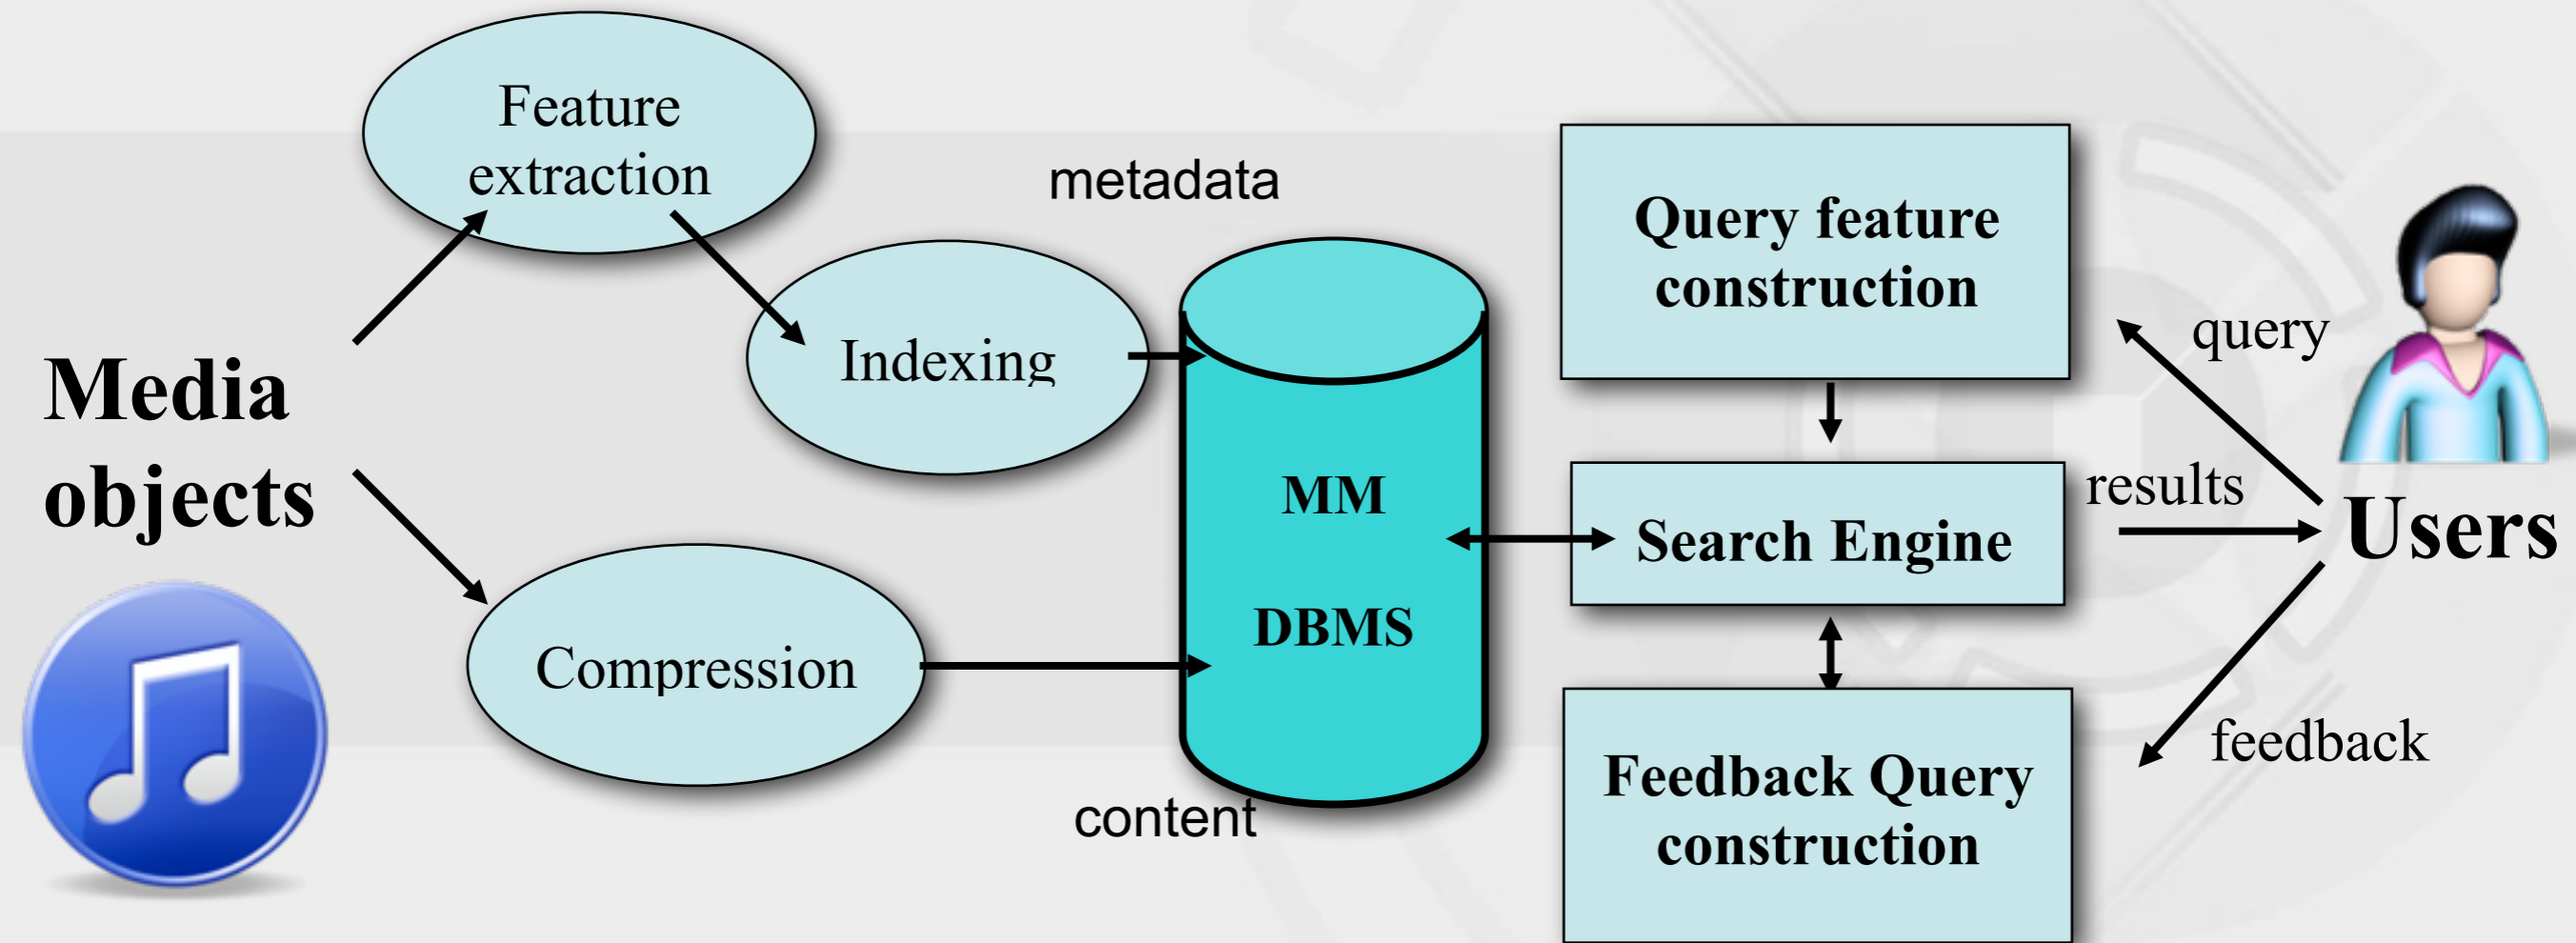 Feature
extraction
metadata
Indexing
Media
objects
Compression
content
MM
DBMS
Query feature
construction
Search Engine
Feedback Query
construction
query
results
Users
feedback